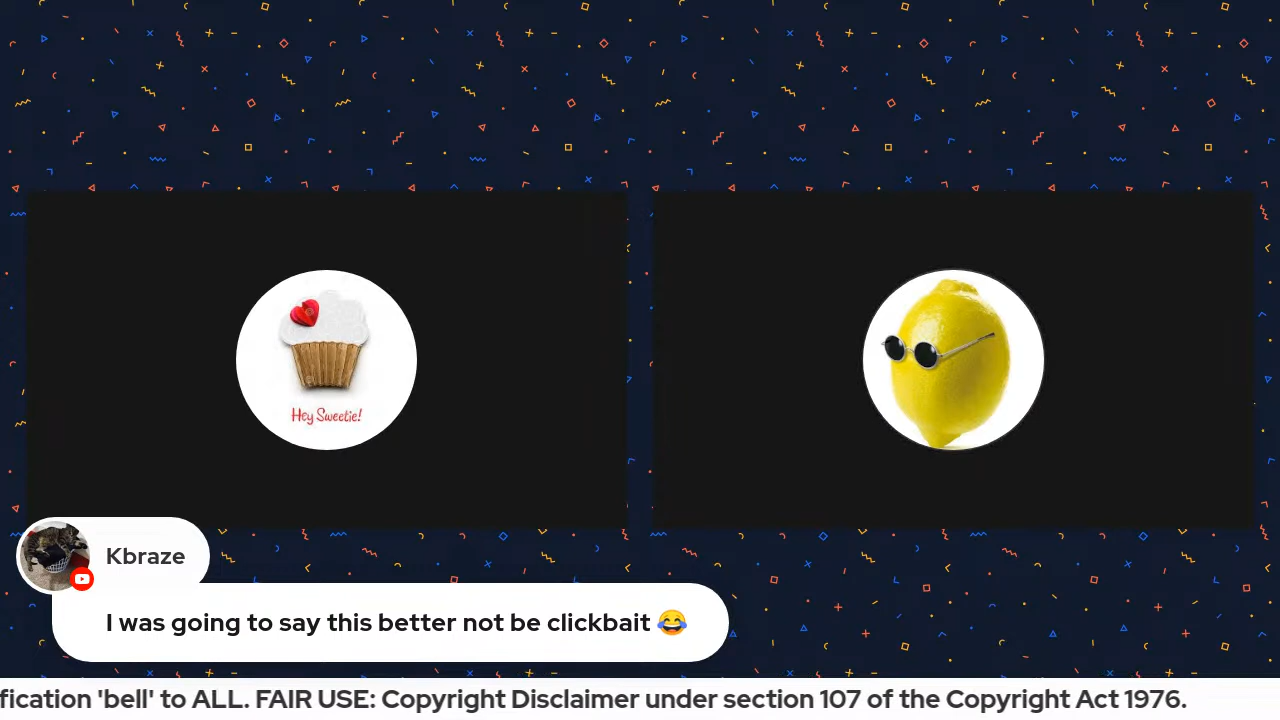 Hey Sweetie!
Kbraze
I was going to say this better not be clickbait 😂
fication 'bell' to ALL. FAIR USE: Copyright Disclaimer under section 107 of the Copyright Act 1976.